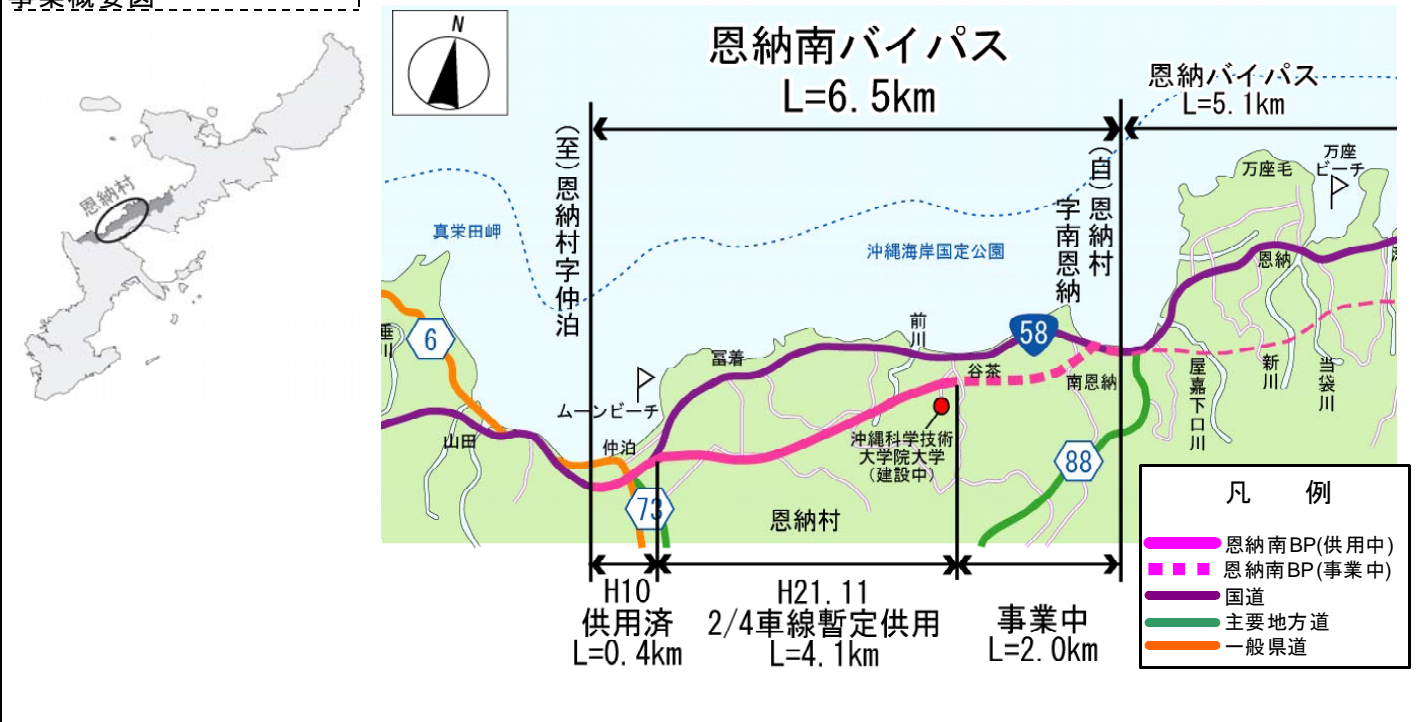 事業概要図
恩納村
N
恩納南バイパス
L=6.5km
恩納バイパス
L=5.1km
(至)恩納村字仲泊
(自)恩納村
字南恩納
真栄田岬
沖縄海岸国定公園
万座毛
万座
ビーチ
恩納
6
垂川
山田
ムーンビーチ
仲泊
冨着
前川
58
谷茶
南恩納
屋嘉下口川
新川
当袋川
沖縄科学技術
大学院大学
(建設中)
88
73
恩納村
H10
供用済
L=0.4km
H21.11
2/4車線暫定供用
L=4.1km
事業中
L=2.0km
凡 例
恩納南BP(供用中)
恩納南BP(事業中)
国道
主要地方道
一般県道